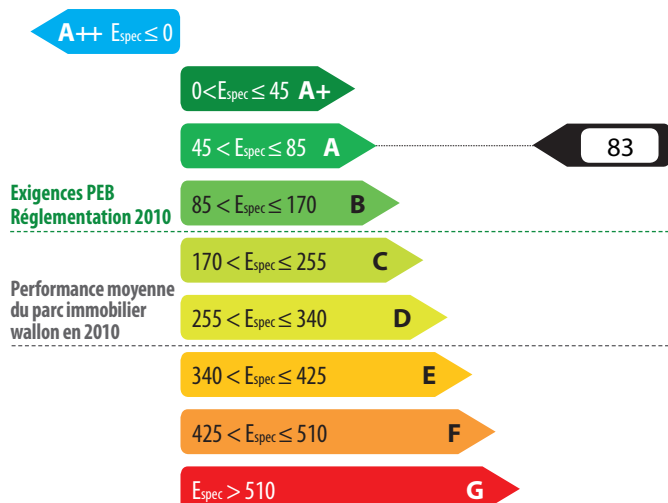 A++ Espec ≤ 0
0<Espec ≤ 45 A+
45 < Espec ≤ 85 A
83
Exigences PEB
Réglementation 2010
85 < Espec ≤ 170 B
170 < Espec ≤ 255 C
Performance moyenne
du parc immobilier
wallon en 2010
255 < Espec ≤ 340 D
340 < Espec ≤ 425 E
425 < Espec ≤ 510 F
Espec > 510 G